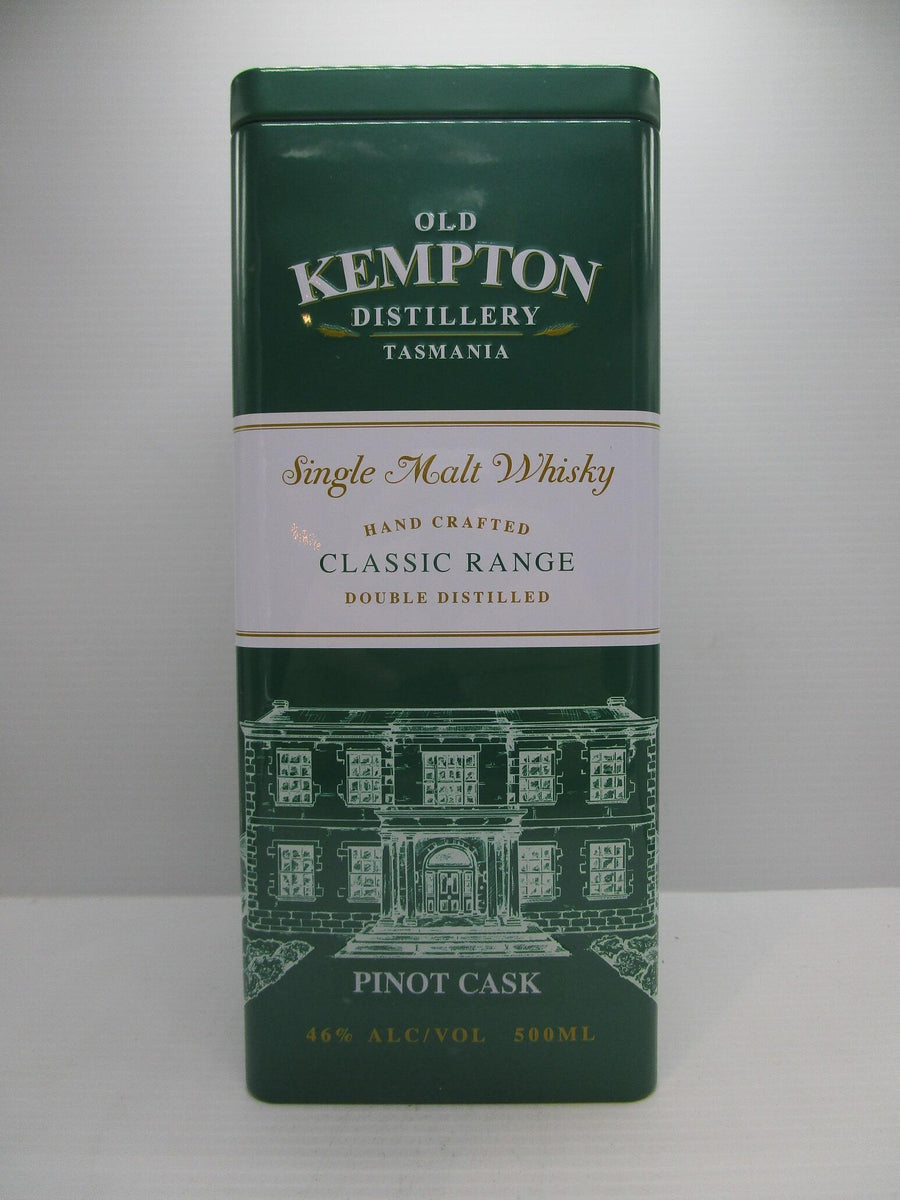 OLD
KEMPTON
DISTILLERY
TASMANIA
Single Malt Whisky
HAND CRAFTED
CLASSIC RANGE
DOUBLE DISTILLED
PINOT CASK
46% ALC/VOL 500ML